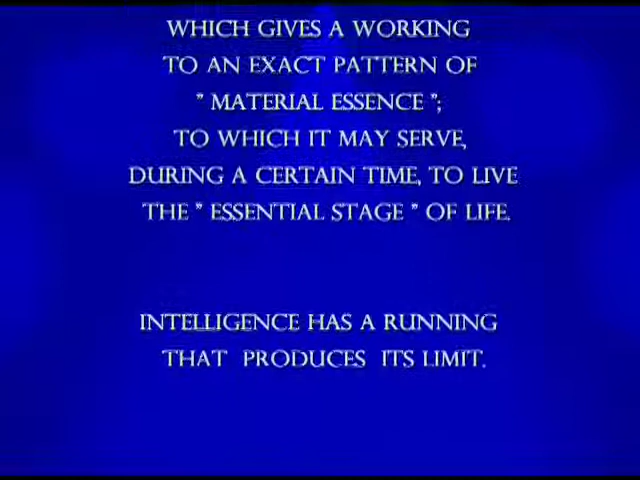 WHICH GIVES A WORKING
TO AN EXACT PATTERN OF
" MATERIAL ESSENCE ";
TO WHICH IT MAY SERVE,
DURING A CERTAIN TIME, TO LIVE
THE " ESSENTIAL STAGE " OF LIFE.
INTELLIGENCE HAS A RUNNING
THAT PRODUCES ITS LIMIT.